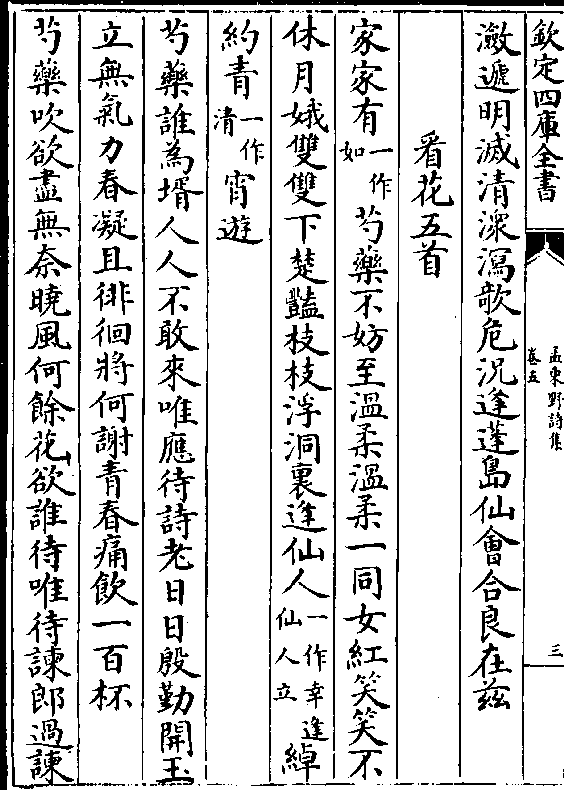 欽定四庫全書
孟東野詩集
卷五
三
瀲遞明滅清潀瀉歌危況逢蓬島仙會合良在兹
看花五首
家家有一作如芍藥不妨至溫柔溫柔一同女紅笑笑不
休月娥雙雙下楚豔枝枝浮洞裏逢仙人一作幸逢仙人立綽
約青一作清宵遊
芍藥誰為壻人人不敢來唯應待詩老日日殷勤開玉
立無氣力春凝且徘徊將何謝青春痛飲一百杯
芍藥吹欲盡無奈曉風何餘花欲誰待唯待諫郎過諫